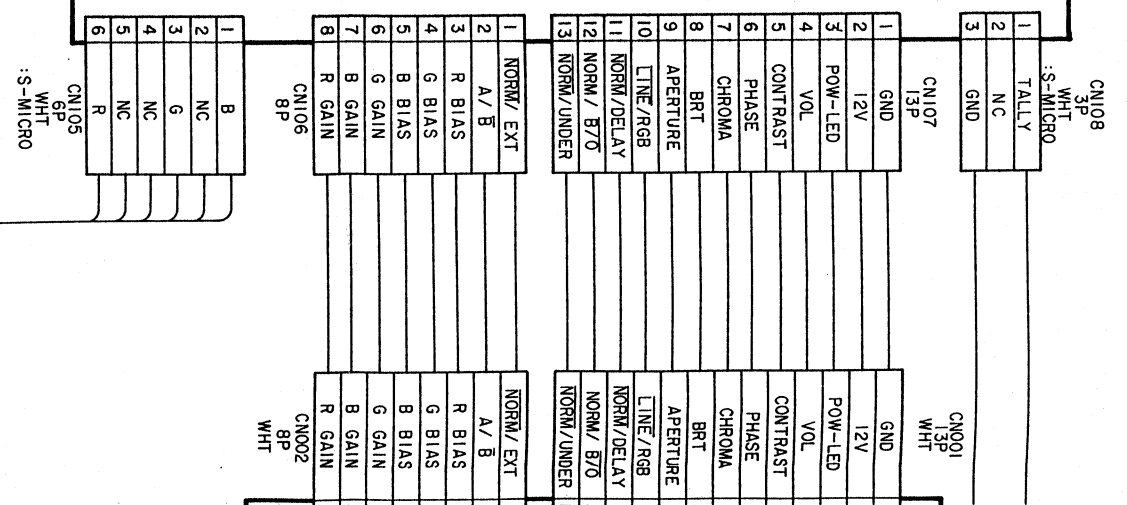 CN108
3P
WHT
:S-MICRO
1 TALLY
2 NC
3 GND
CN107
13P
1 GND
2 12V
3 POW-LED
4 VOL
5 CONTRAST
6 PHASE
7 CHROMA
8 BRT
9 APERTURE
10 LINE/RGB
11 NORM/DELAY
12 NORM/B/O
13 NORM/UNDER
1 NORM/EXT
2 A/B
3 R BIAS
4 G BIAS
5 B BIAS
6 G GAIN
7 B GAIN
8 R GAIN
CN106
8P
1 B
2 NC
3 G
4 NC
5 NC
6 R
CN105
6P
WHT
:S-MICRO
CN001
13P
WHT
GND
12V
POW-LED
VOL
CONTRAST
PHASE
CHROMA
BRT
APERTURE
LINE/RGB
NORM/DELAY
NORM/B/O
NORM/UNDER
NORM/EXT
A/B
R BIAS
G BIAS
B BIAS
G GAIN
B GAIN
R GAIN
CN002
8P
WHT